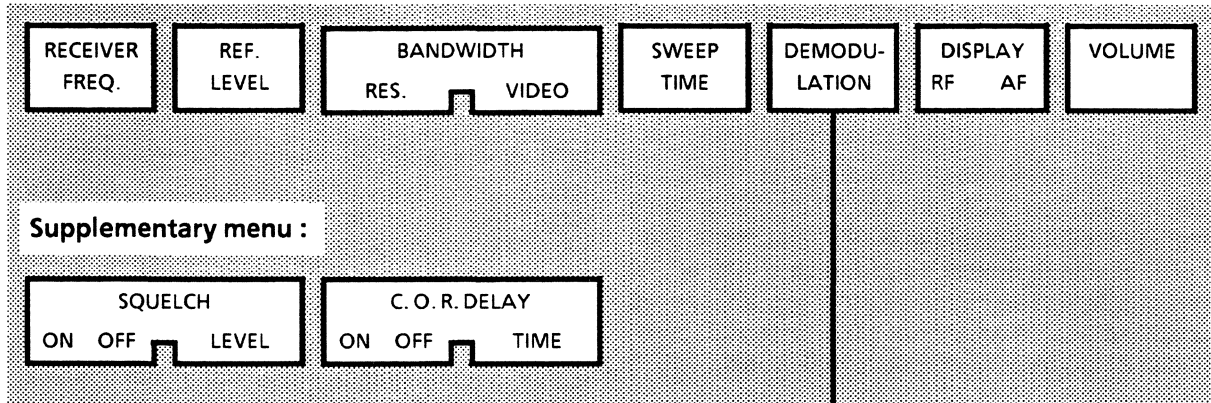 RECEIVER
FREQ.
REF.
LEVEL
BANDWIDTH
RES. VIDEO
SWEEP
TIME
DEMODU-
LATION
DISPLAY
RF AF
VOLUME
Supplementary menu :
SQUELCH
ON OFF LEVEL
C. O. R. DELAY
ON OFF TIME